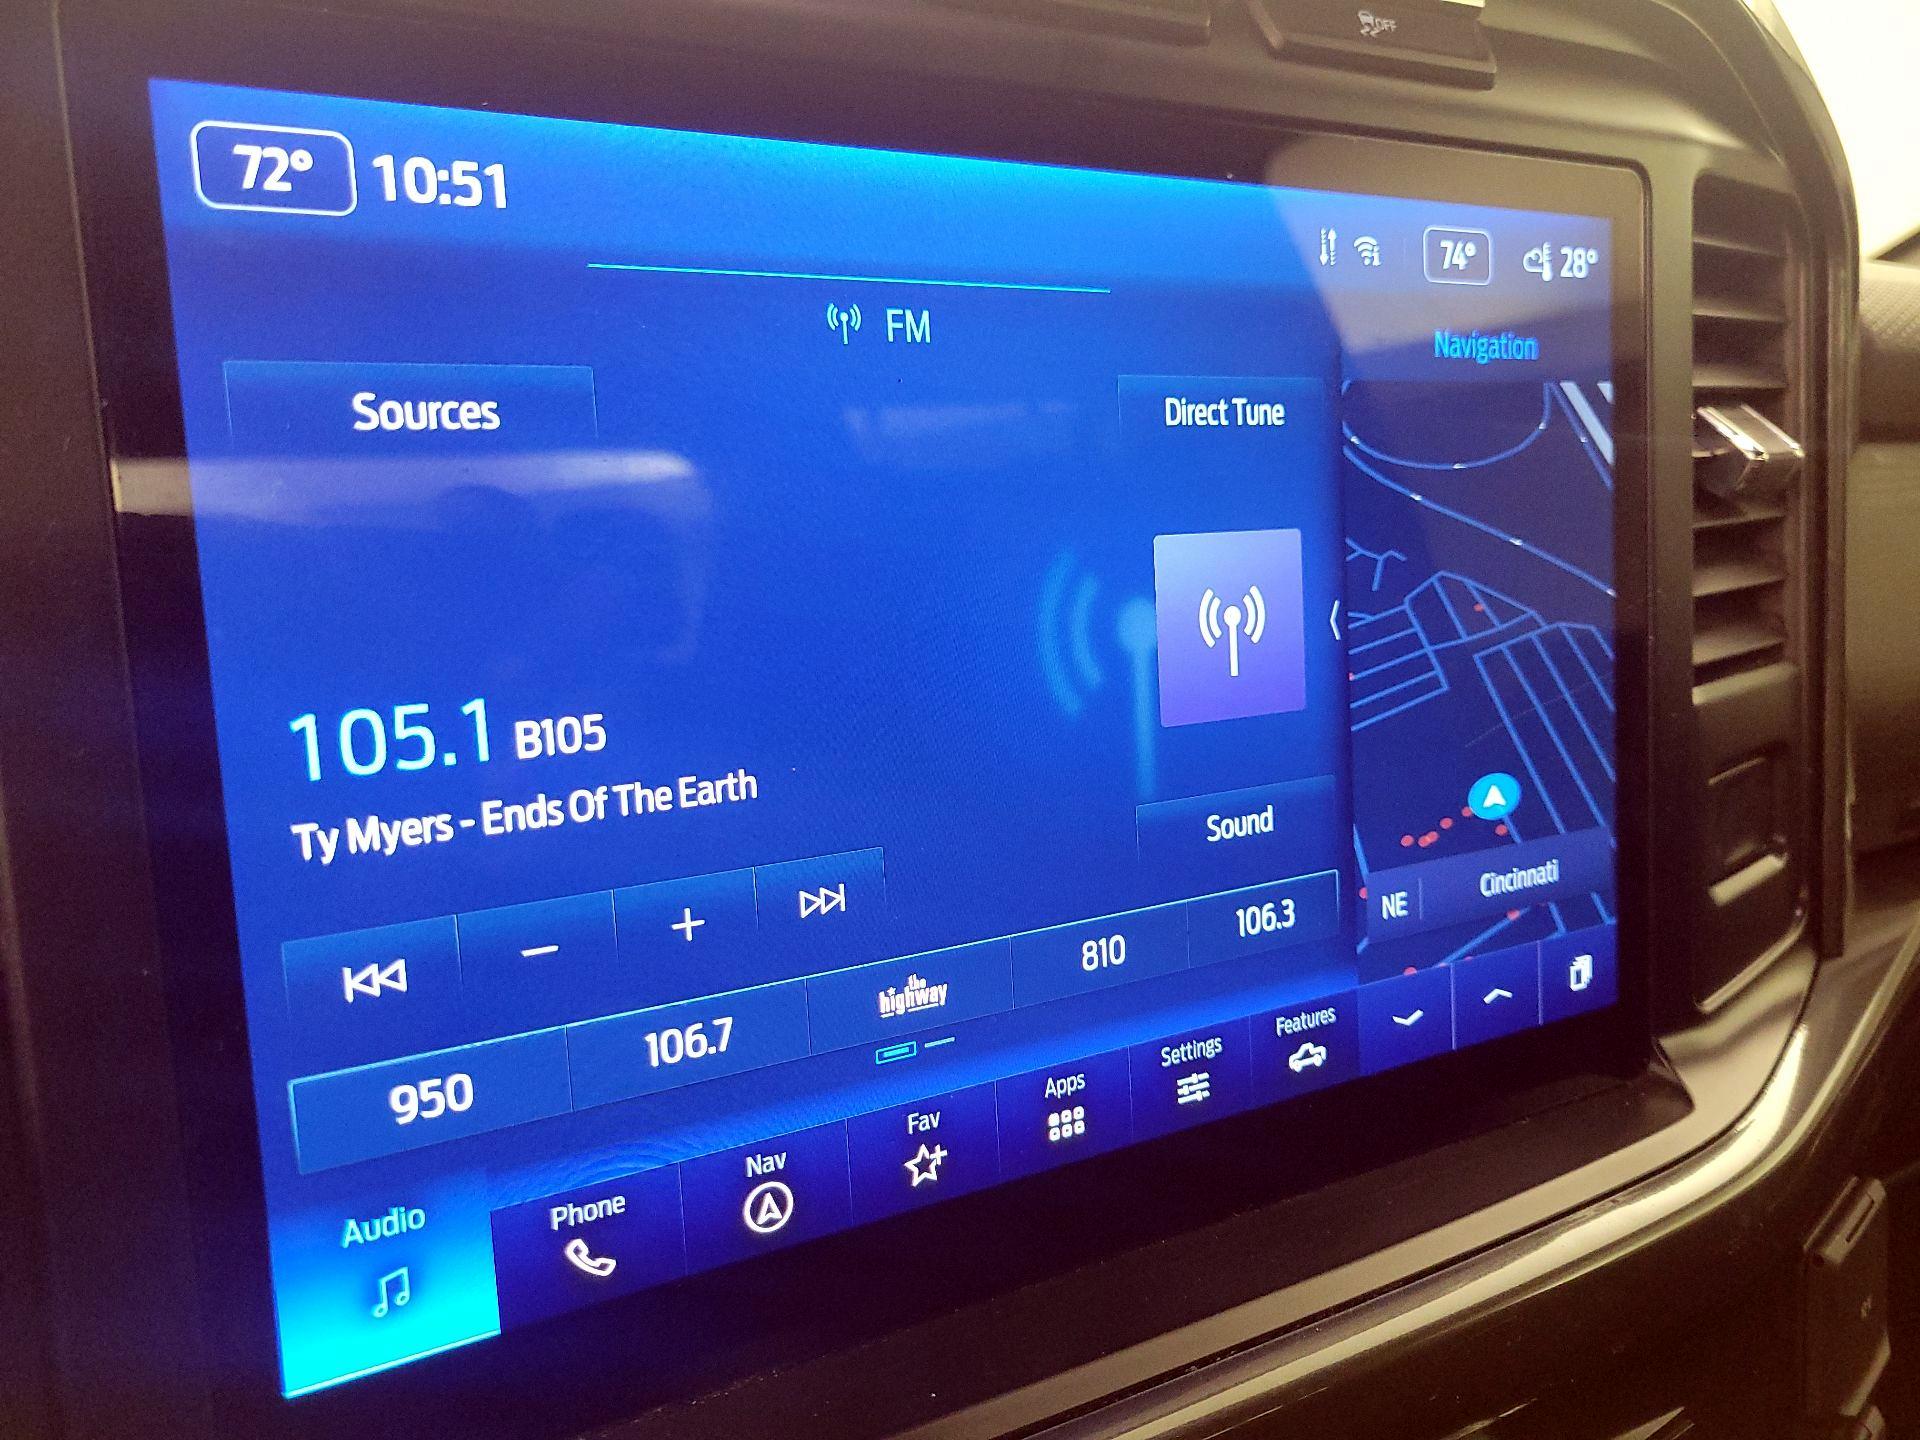 OFF
72° 10:51
74° 28°
FM
Navigation
Sources
Direct Tune
105.1 B105
Ty Myers - Ends Of The Earth
Sound
NE Cincinnati
950 106.7 the highway 810 106.3
Audio Phone Nav Fav Apps Settings Features